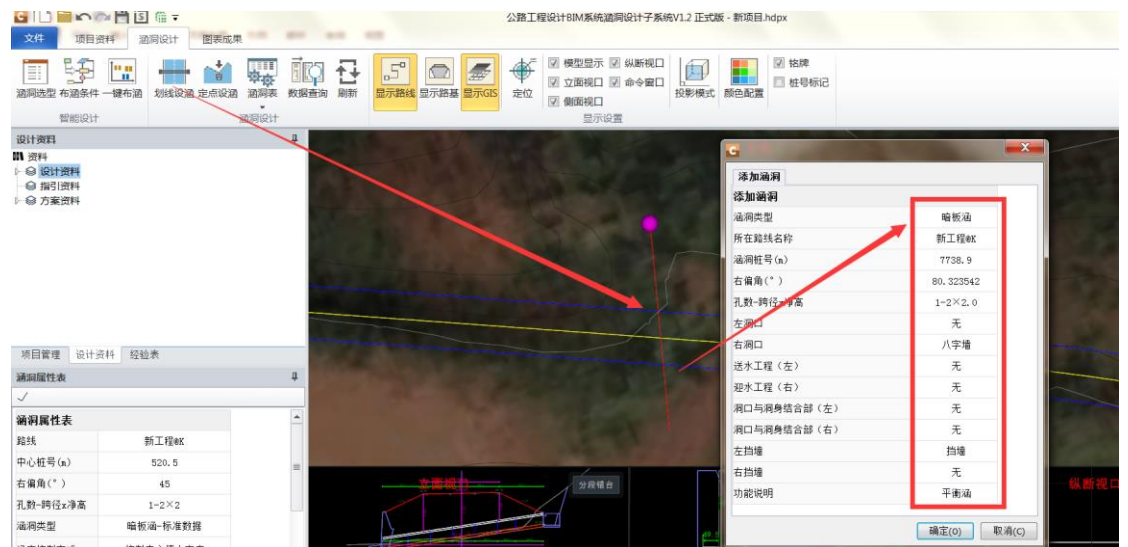 公路工程设计BIM系统涵洞设计子系统V1.2 正式版 - 新项目.hdpx
文件 项目资料 涵洞设计 图表成果
涵洞选型 布涵条件 一键布涵 划线设涵 定点设涵 涵洞表 数据查询 刷新 显示路线 显示路基 显示GIS 定位 模型显示 纵断视口 投影模式 颜色配置 铭牌
立面视口 命令窗口 桩号标记
侧面视口
智能设计 涵洞设计 显示设置
设计资料
资料
设计资料
指引资料
方案资料
项目管理 设计资料 经验表
涵洞属性表
涵洞属性表
路线 新工程@K
中心桩号(m) 520.5
右偏角(°) 45
孔数-跨径x净高 1-2×2
涵洞类型 暗板涵-标准数据
添加涵洞
添加涵洞
涵洞类型 暗板涵
所在路线名称 新工程@K
涵洞桩号(m) 7738.9
右偏角(°) 80.323542
孔数-跨径x净高 1-2×2.0
左洞口 无
右洞口 八字墙
送水工程（左） 无
迎水工程（右） 无
洞口与洞身结合部（左） 无
洞口与洞身结合部（右） 无
左挡墙 挡墙
右挡墙 无
功能说明 平衡涵
确定(O) 取消(C)
立面视口 分段错台 纵断视口